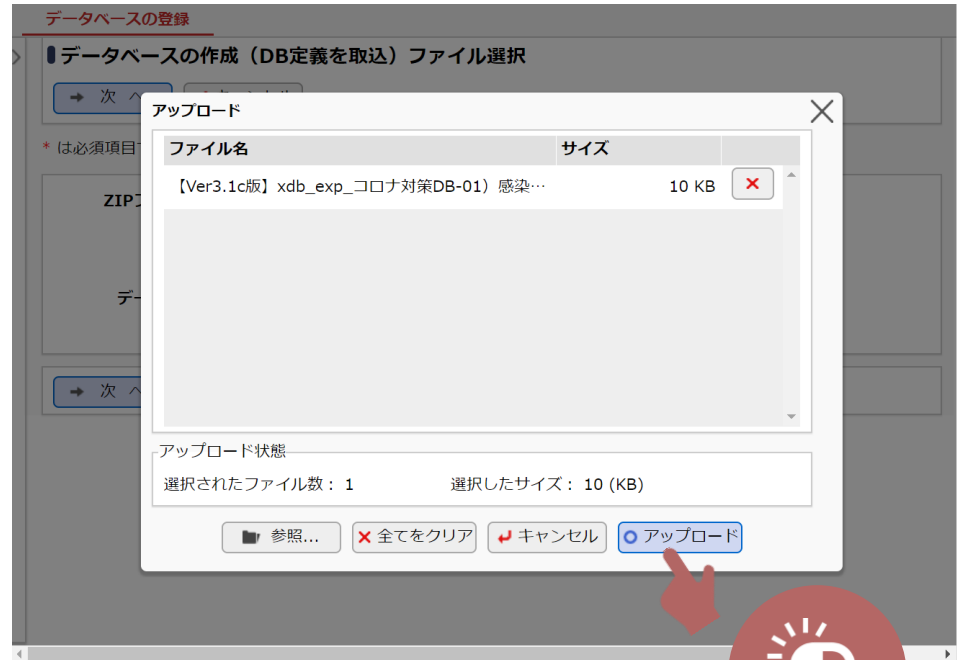 データベースの登録
データベースの作成（DB定義を取込）ファイル選択
次
アップロード
* は必須項目
ファイル名 サイズ
【Ver3.1c版】xdb_exp_コロナ対策DB-01）感染… 10 KB
ZIP
デー
次
アップロード状態
選択されたファイル数： 1 選択したサイズ： 10 (KB)
参照... 全てをクリア キャンセル アップロード